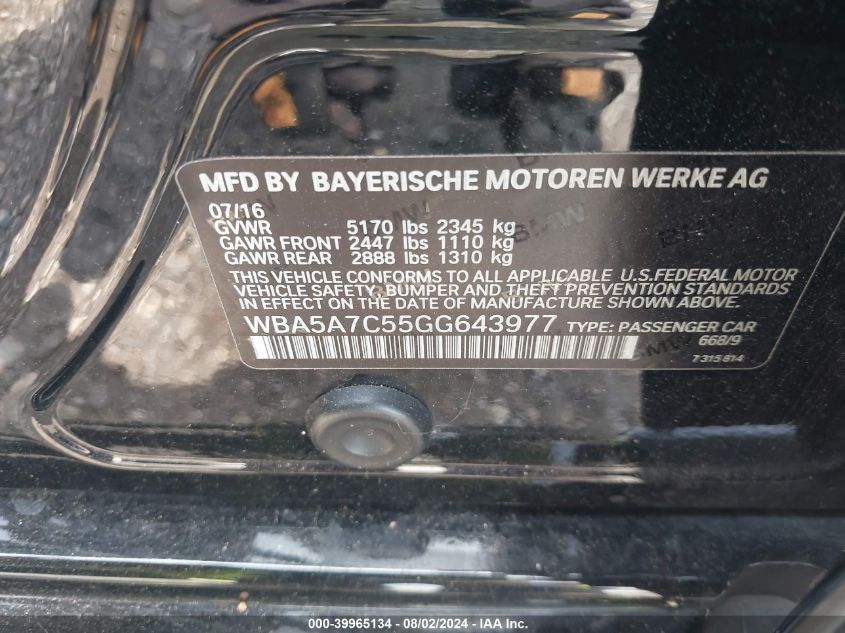 MFD BY BAYERISCHE MOTOREN WERKE AG
07/16
GVWR 5170 lbs 2345 kg
GAWR FRONT 2447 lbs 1110 kg
GAWR REAR 2888 lbs 1310 kg
THIS VEHICLE CONFORMS TO ALL APPLICABLE U.S.FEDERAL MOTOR
VEHICLE SAFETY, BUMPER AND THEFT PREVENTION STANDARDS
IN EFFECT ON THE DATE OF MANUFACTURE SHOWN ABOVE.
WBA5A7C55GG643977 TYPE: PASSENGER CAR
668/9
7 315 814
000-39965134 - 08/02/2024 - IAA Inc.